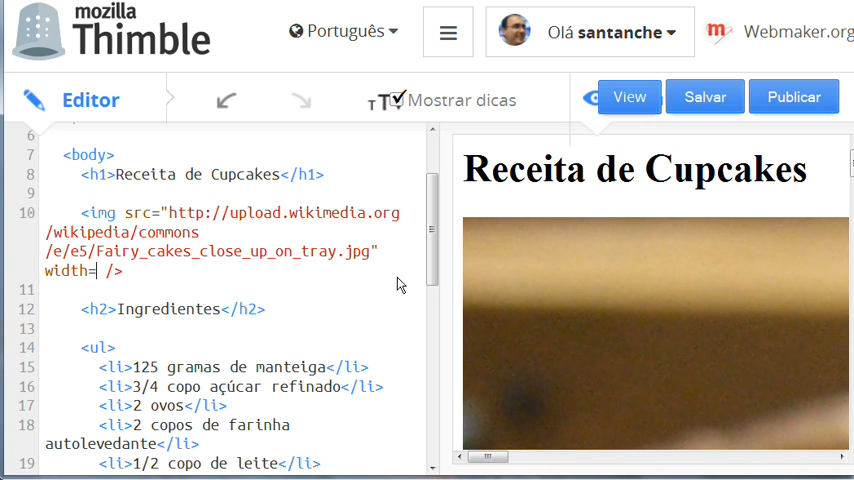 mozilla
Thimble
Português
Olá santanche
Webmaker.org
Editor
TT Mostrar dicas
View
Salvar
Publicar
6
7 <body>
8 <h1>Receita de Cupcakes</h1>
9
10 <img src="http://upload.wikimedia.org
/wikipedia/commons
/e/e5/Fairy_cakes_close_up_on_tray.jpg"
width= />
11
12 <h2>Ingredientes</h2>
13
14 <ul>
15 <li>125 gramas de manteiga</li>
16 <li>3/4 copo açúcar refinado</li>
17 <li>2 ovos</li>
18 <li>2 copos de farinha
autolevedante</li>
19 <li>1/2 copo de leite</li>
Receita de Cupcakes